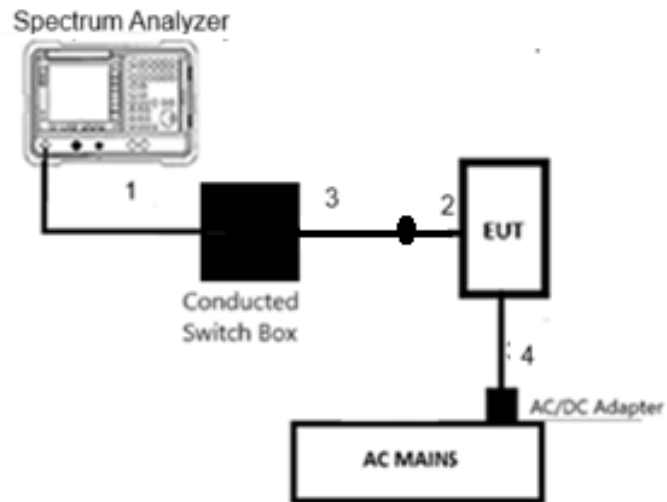 Spectrum Analyzer
1
3
2
EUT
Conducted
Switch Box
4
AC/DC Adapter
AC MAINS